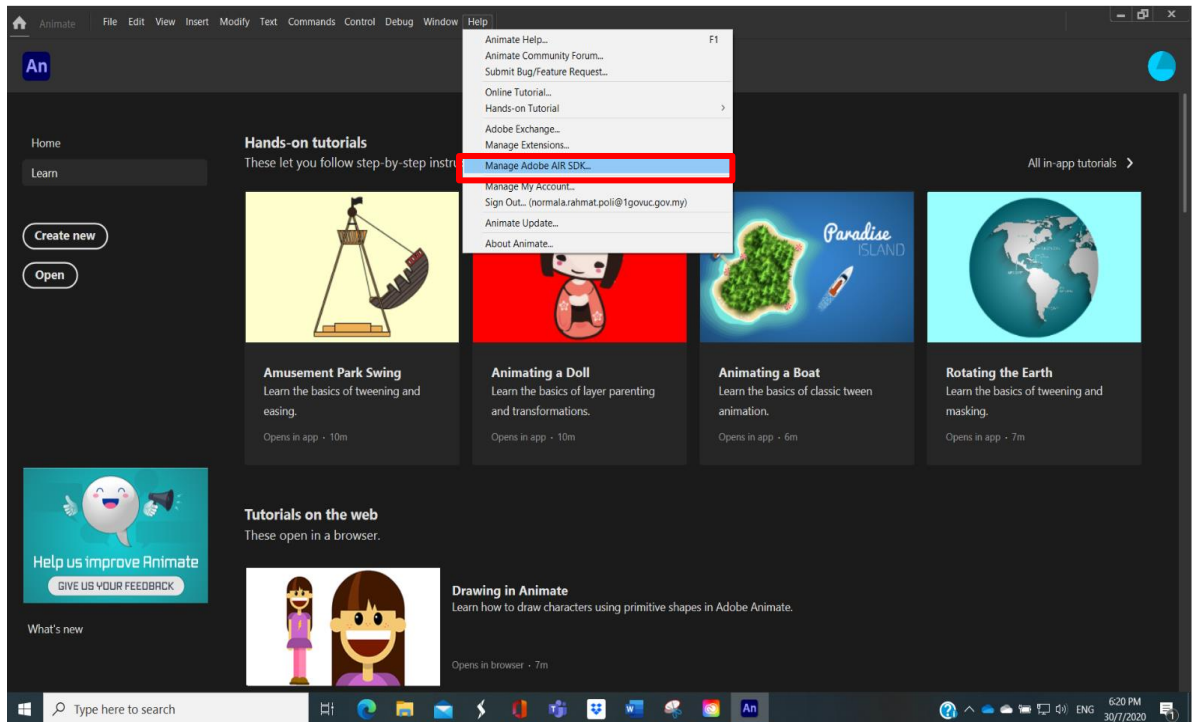 Animate File Edit View Insert Modify Text Commands Control Debug Window Help
An
Animate Help... F1
Animate Community Forum...
Submit Bug/Feature Request...
Online Tutorial...
Hands-on Tutorial
Adobe Exchange...
Manage Extensions...
Manage Adobe AIR SDK...
Manage My Account...
Sign Out... (normala.rahmat.poli@1govuc.gov.my)
Animate Update...
About Animate...
Home
Learn
Create new
Open
Hands-on tutorials
These let you follow step-by-step instru
All in-app tutorials
Paradise
ISLAND
Amusement Park Swing
Learn the basics of tweening and
easing.
Opens in app • 10m
Animating a Doll
Learn the basics of layer parenting
and transformations.
Opens in app • 10m
Animating a Boat
Learn the basics of classic tween
animation.
Opens in app • 6m
Rotating the Earth
Learn the basics of tweening and
masking.
Opens in app • 7m
Help us improve Animate
GIVE US YOUR FEEDBACK
What's new
Tutorials on the web
These open in a browser.
Drawing in Animate
Learn how to draw characters using primitive shapes in Adobe Animate.
Opens in browser • 7m
Type here to search
An
ENG
6:20 PM
30/7/2020